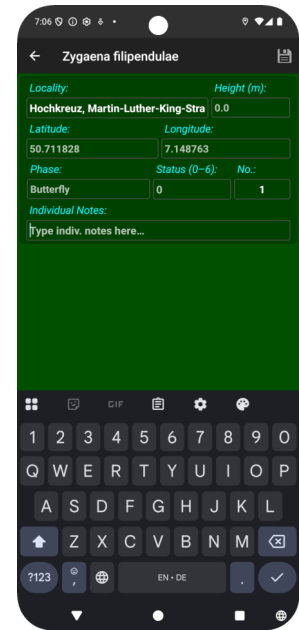 7:06
Zygaena filipendulae
Locality: Height (m):
Hochkreuz, Martin-Luther-King-Stra 0.0
Latitude: Longitude:
50.711828 7.148763
Phase: Status (0–6): No.:
Butterfly 0 1
Individual Notes:
Type indiv. notes here…
GIF
1 2 3 4 5 6 7 8 9 0
Q W E R T Y U I O P
A S D F G H J K L
Z X C V B N M
?123 , EN • DE .